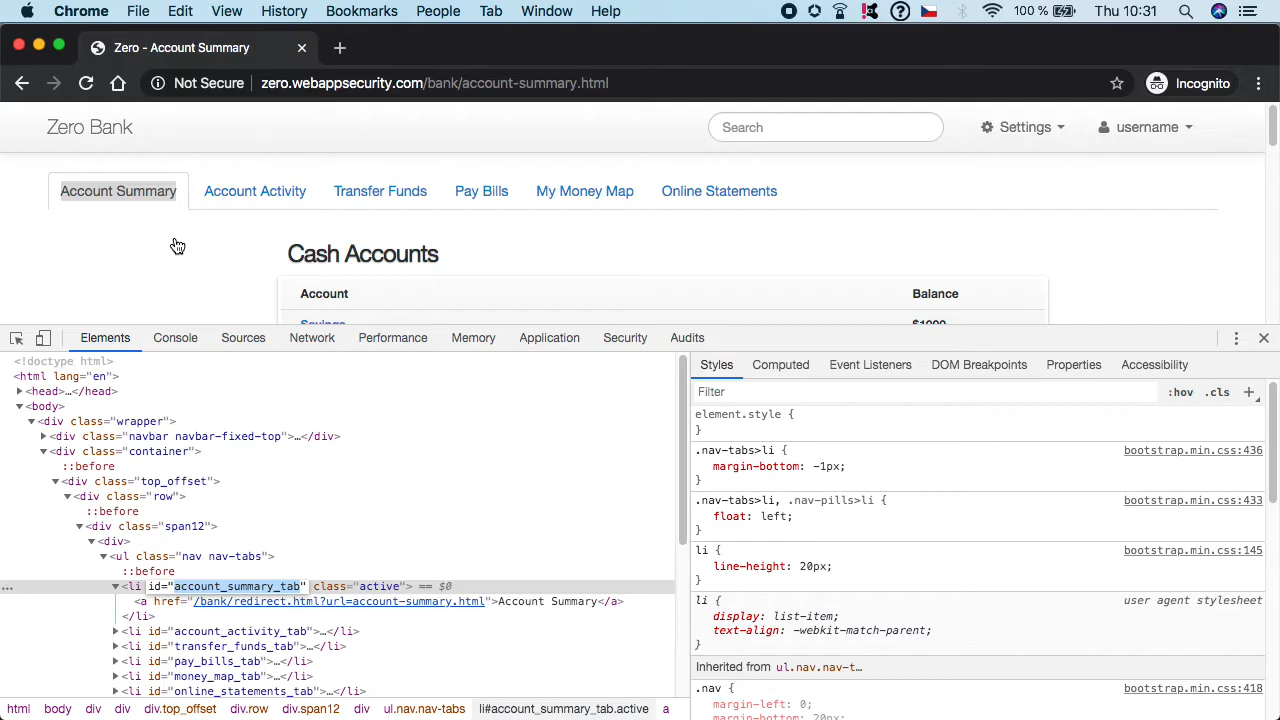 Chrome File Edit View History Bookmarks People Tab Window Help 100 % Thu 10:31
Zero - Account Summary
Not Secure zero.webappsecurity.com/bank/account-summary.html Incognito
Zero Bank Search Settings username
Account Summary Account Activity Transfer Funds Pay Bills My Money Map Online Statements
Cash Accounts
Account Balance
Savings $1000
Elements Console Sources Network Performance Memory Application Security Audits
<!doctype html>
<html lang="en">
<head>…</head>
<body>
<div class="wrapper">
<div class="navbar navbar-fixed-top">…</div>
<div class="container">
::before
<div class="top_offset">
<div class="row">
::before
<div class="span12">
<div>
<ul class="nav nav-tabs">
::before
… <li id="account_summary_tab" class="active"> == $0
<a href="/bank/redirect.html?url=account-summary.html">Account Summary</a>
</li>
<li id="account_activity_tab">…</li>
<li id="transfer_funds_tab">…</li>
<li id="pay_bills_tab">…</li>
<li id="money_map_tab">…</li>
<li id="online_statements_tab">…</li>
html body div div div.top_offset div.row div.span12 div ul.nav.nav-tabs li#account_summary_tab.active a
Styles Computed Event Listeners DOM Breakpoints Properties Accessibility
Filter :hov .cls +
element.style {
}
.nav-tabs>li { bootstrap.min.css:436
margin-bottom: -1px;
}
.nav-tabs>li, .nav-pills>li { bootstrap.min.css:433
float: left;
}
li { bootstrap.min.css:145
line-height: 20px;
}
li { user agent stylesheet
display: list-item;
text-align: -webkit-match-parent;
}
Inherited from ul.nav.nav-t…
.nav { bootstrap.min.css:418
margin-left: 0;
margin-bottom: 20px;